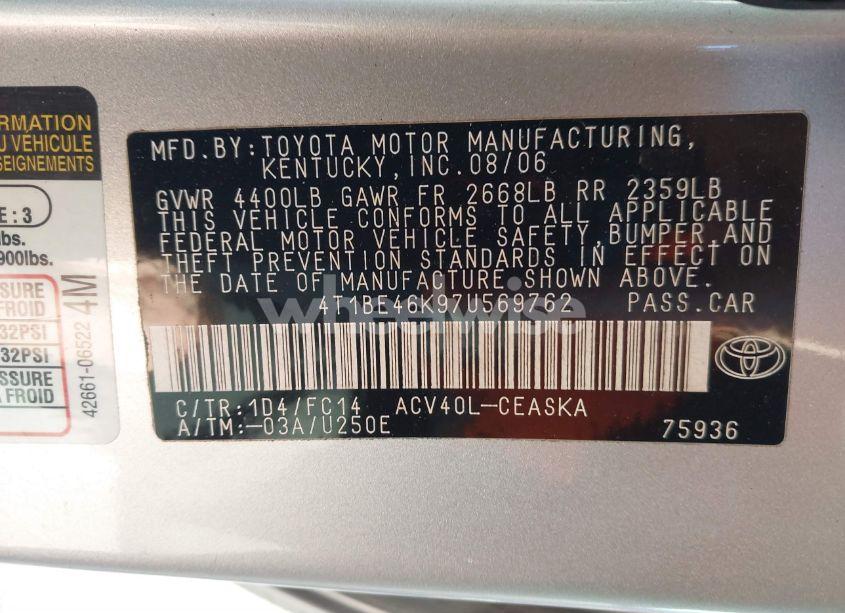 RMATION
U VÉHICULE
SEIGNEMENTS
E : 3
lbs.
900lbs.
SSURE
FROID
32PSI
32PSI
SSURE
A FROID
42661-06522 4M
MFD.BY:TOYOTA MOTOR MANUFACTURING,
KENTUCKY,INC.08/06
GVWR 4400LB GAWR FR 2668LB RR 2359LB
THIS VEHICLE CONFORMS TO ALL APPLICABLE
FEDERAL MOTOR VEHICLE SAFETY,BUMPER,AND
THEFT PREVENTION STANDARDS IN EFFECT ON
THE DATE OF MANUFACTURE SHOWN ABOVE.
4T1BE46K97U569762 PASS.CAR
wheelwise
C/TR:1D4/FC14 ACV40L-CEASKA
A/TM:-03A/U250E 75936